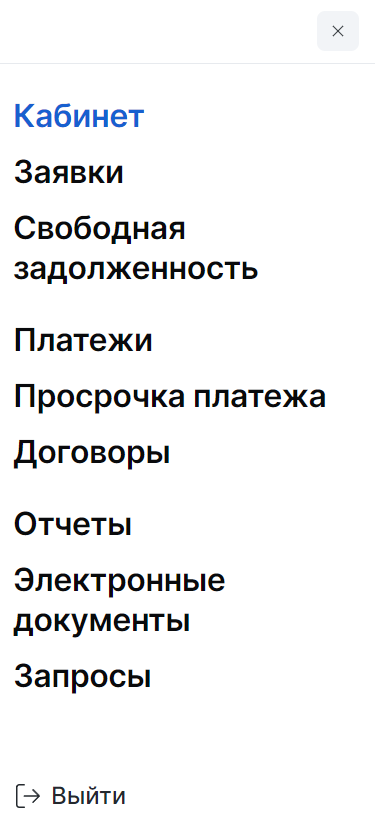 Кабинет
Заявки
Свободная
задолженность
Платежи
Просрочка платежа
Договоры
Отчеты
Электронные
документы
Запросы
Выйти